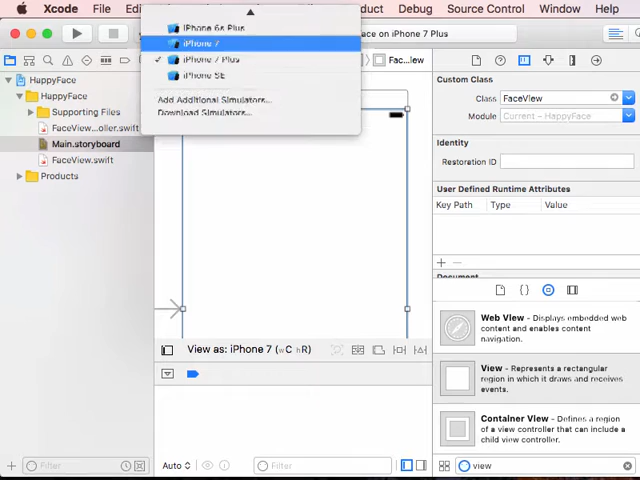 Xcode File duct Debug Source Control Window Help
ace on iPhone 7 Plus
iPhone 6s Plus
iPhone 7
iPhone 7 Plus
iPhone SE
Add Additional Simulators...
Download Simulators...
Fac...iew
HappyFace
HappyFace
Supporting Files
FaceView...oller.swift
Main.storyboard
FaceView.swift
Products
Custom Class
Class FaceView
Module Current – HappyFace
Identity
Restoration ID
User Defined Runtime Attributes
Key Path Type Value
Document
Web View - Displays embedded web
content and enables content
navigation.
View - Represents a rectangular
region in which it draws and receives
events.
Container View - Defines a region
of a view controller that can include a
child view controller.
View as: iPhone 7 (wC hR)
Filter
Auto
Filter
view